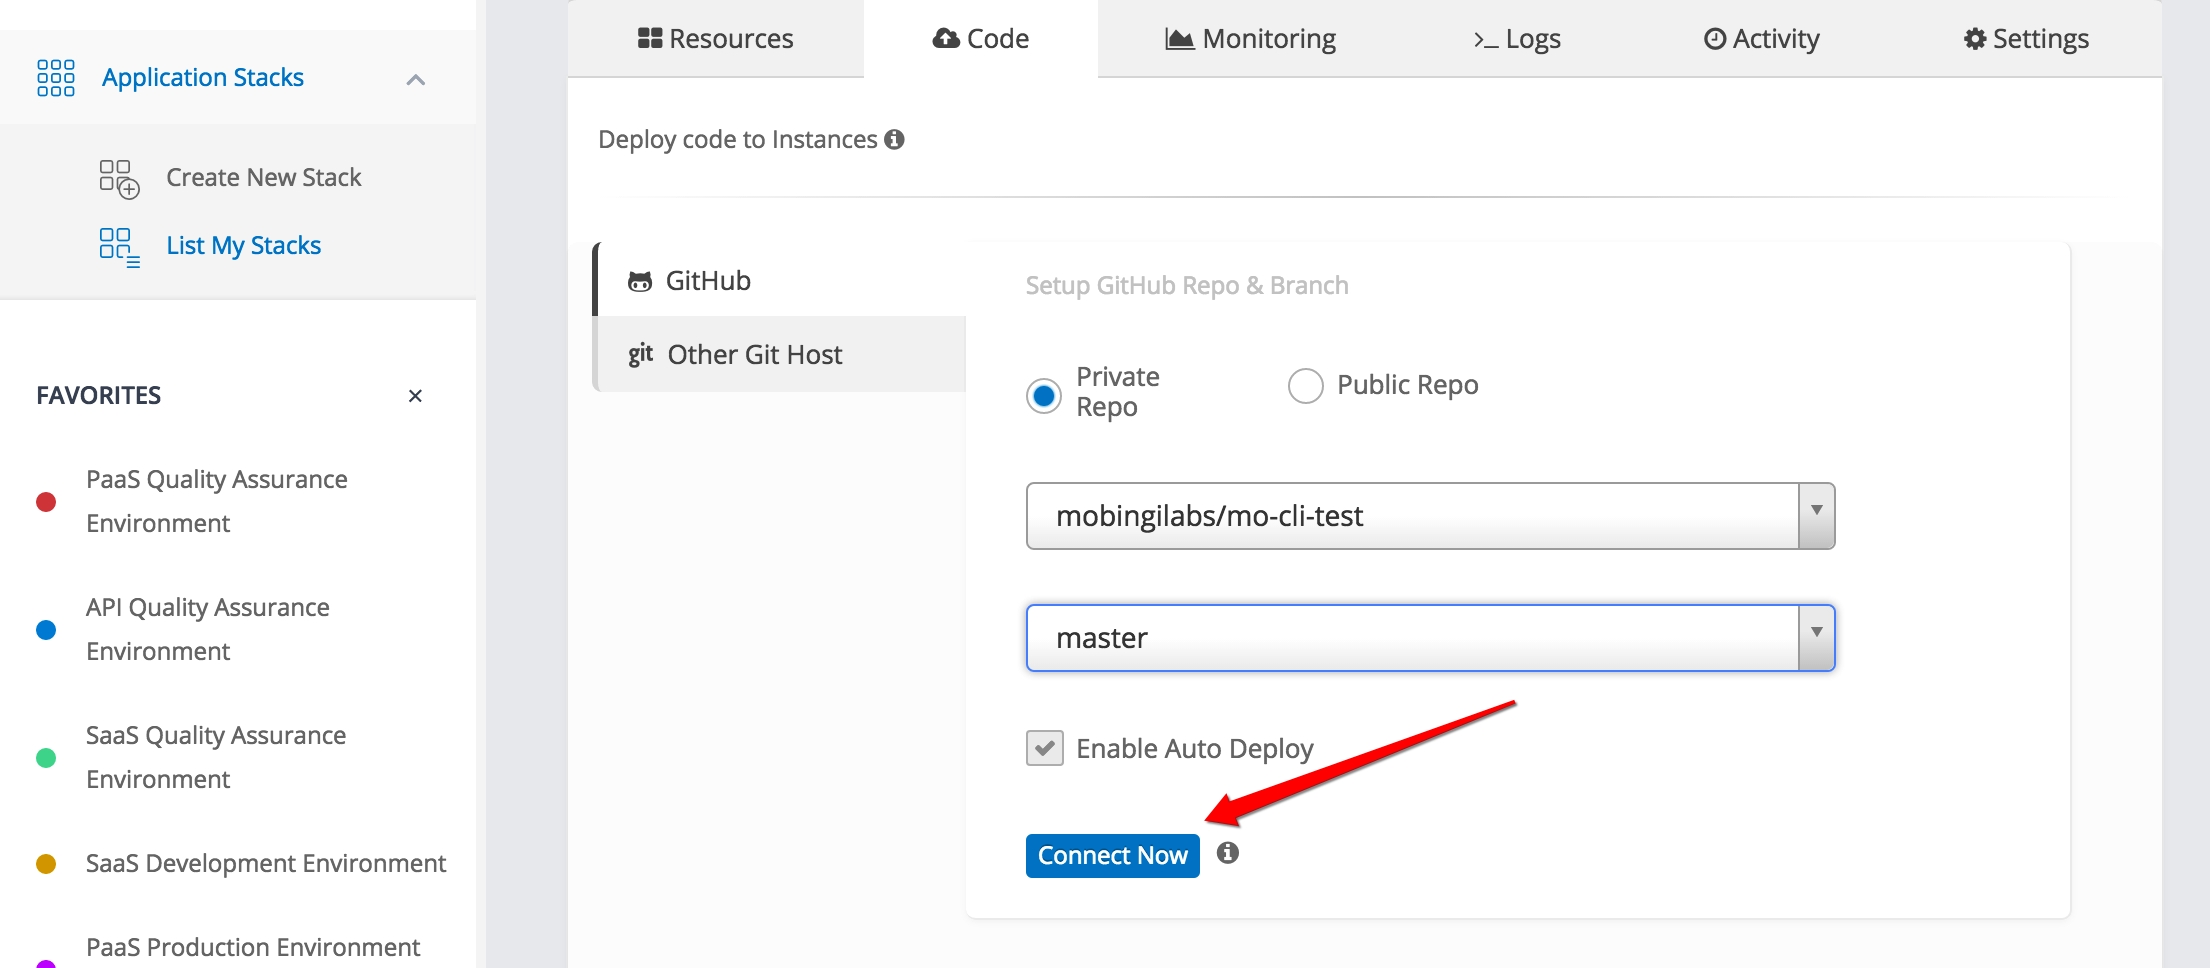 Application Stacks
Create New Stack
List My Stacks
FAVORITES
PaaS Quality Assurance
Environment
API Quality Assurance
Environment
SaaS Quality Assurance
Environment
SaaS Development Environment
PaaS Production Environment
Resources
Code
Monitoring
Logs
Activity
Settings
Deploy code to Instances
GitHub
git Other Git Host
Setup GitHub Repo & Branch
Private
Repo
Public Repo
mobingilabs/mo-cli-test
master
Enable Auto Deploy
Connect Now